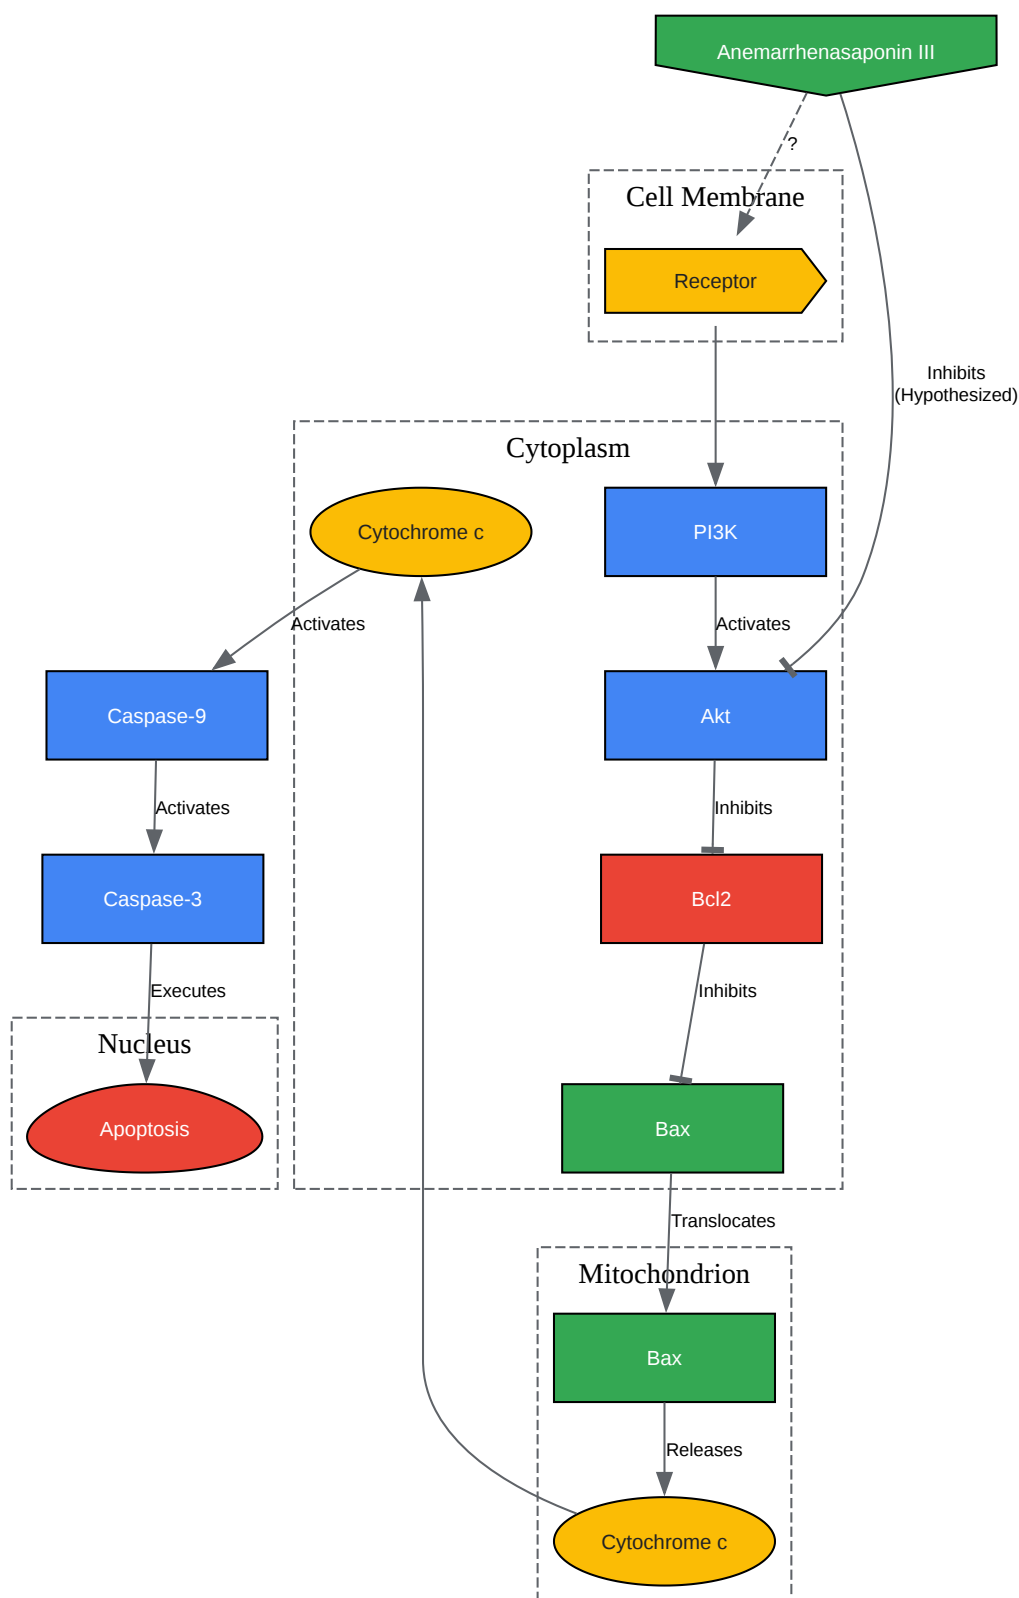 Anemarrhenasaponin III
?
Cell Membrane
Receptor
Inhibits
(Hypothesized)
Cytoplasm
Cytochrome c
PI3K
Activates
Activates
Caspase-9
Akt
Activates
Inhibits
Caspase-3
Bcl2
Executes
Inhibits
Nucleus
Apoptosis
Bax
Translocates
Mitochondrion
Bax
Releases
Cytochrome c